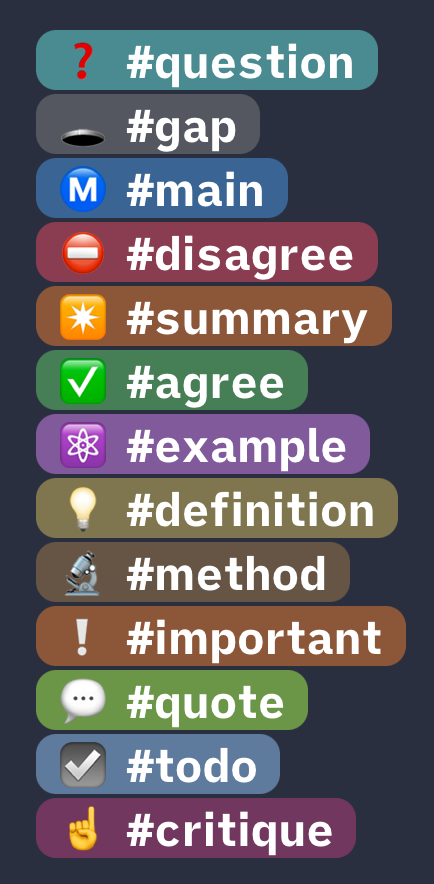 ❓ #question
🕳️ #gap
Ⓜ️ #main
⛔ #disagree
✴️ #summary
✅ #agree
⚛️ #example
💡 #definition
🔬 #method
❕ #important
💬 #quote
☑️ #todo
☝️ #critique